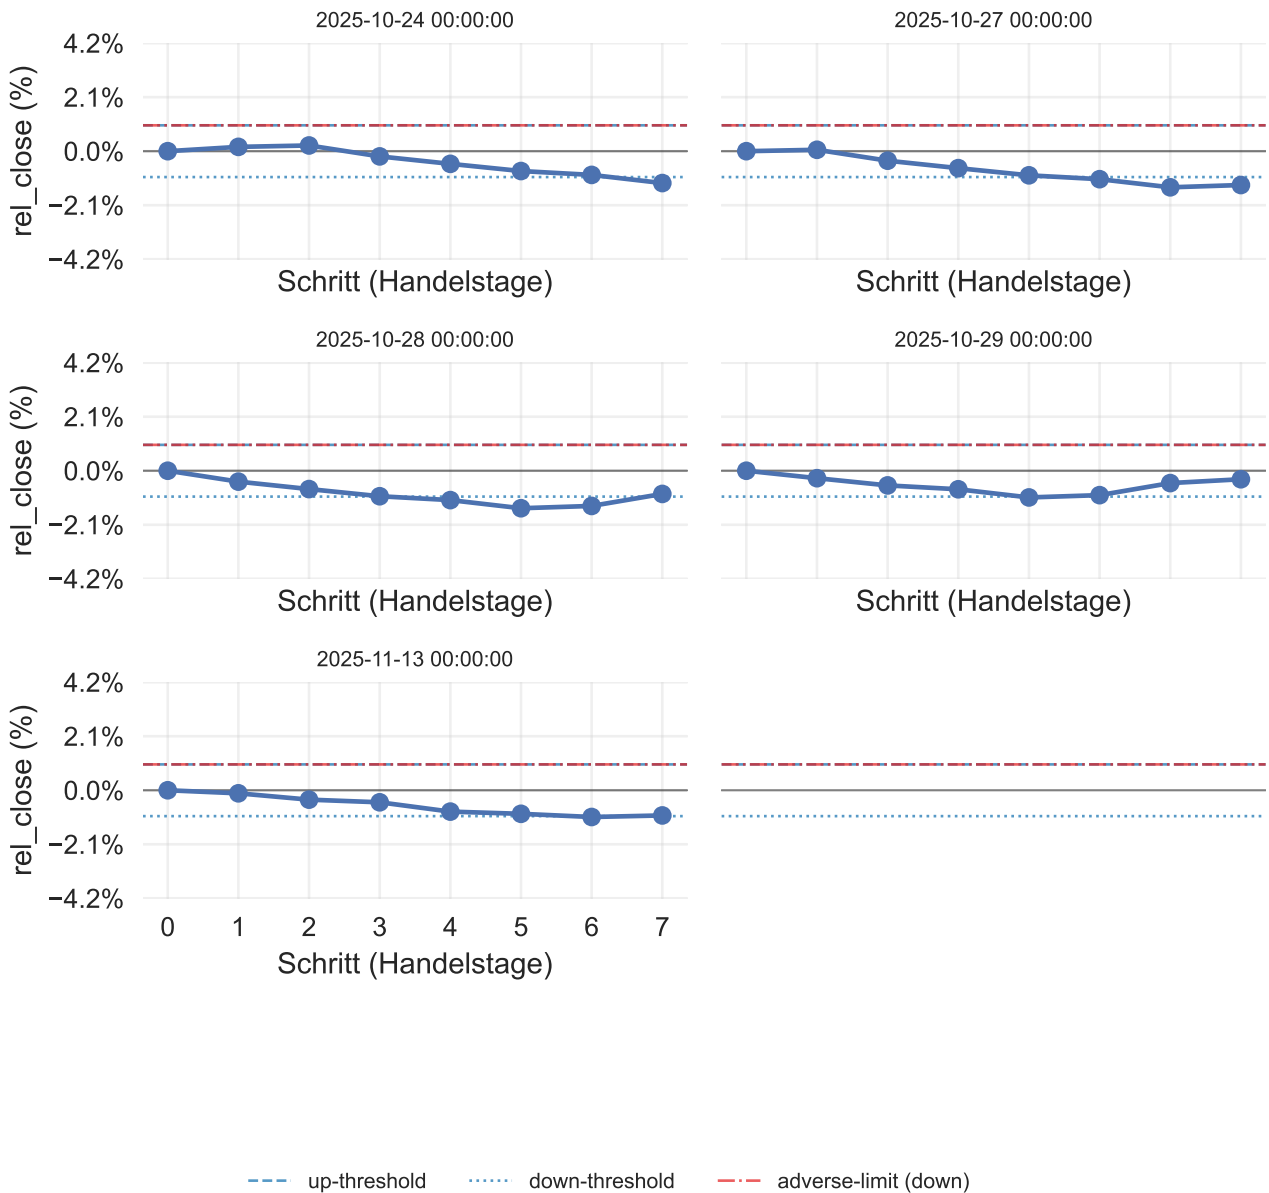 2025-10-24 00:00:00
4.2%
2.1%
0.0%
−2.1%
−4.2%
rel_close (%)
Schritt (Handelstage)
2025-10-27 00:00:00
Schritt (Handelstage)
2025-10-28 00:00:00
4.2%
2.1%
0.0%
−2.1%
−4.2%
rel_close (%)
Schritt (Handelstage)
2025-10-29 00:00:00
Schritt (Handelstage)
2025-11-13 00:00:00
4.2%
2.1%
0.0%
−2.1%
−4.2%
rel_close (%)
0 1 2 3 4 5 6 7
Schritt (Handelstage)
up-threshold down-threshold adverse-limit (down)